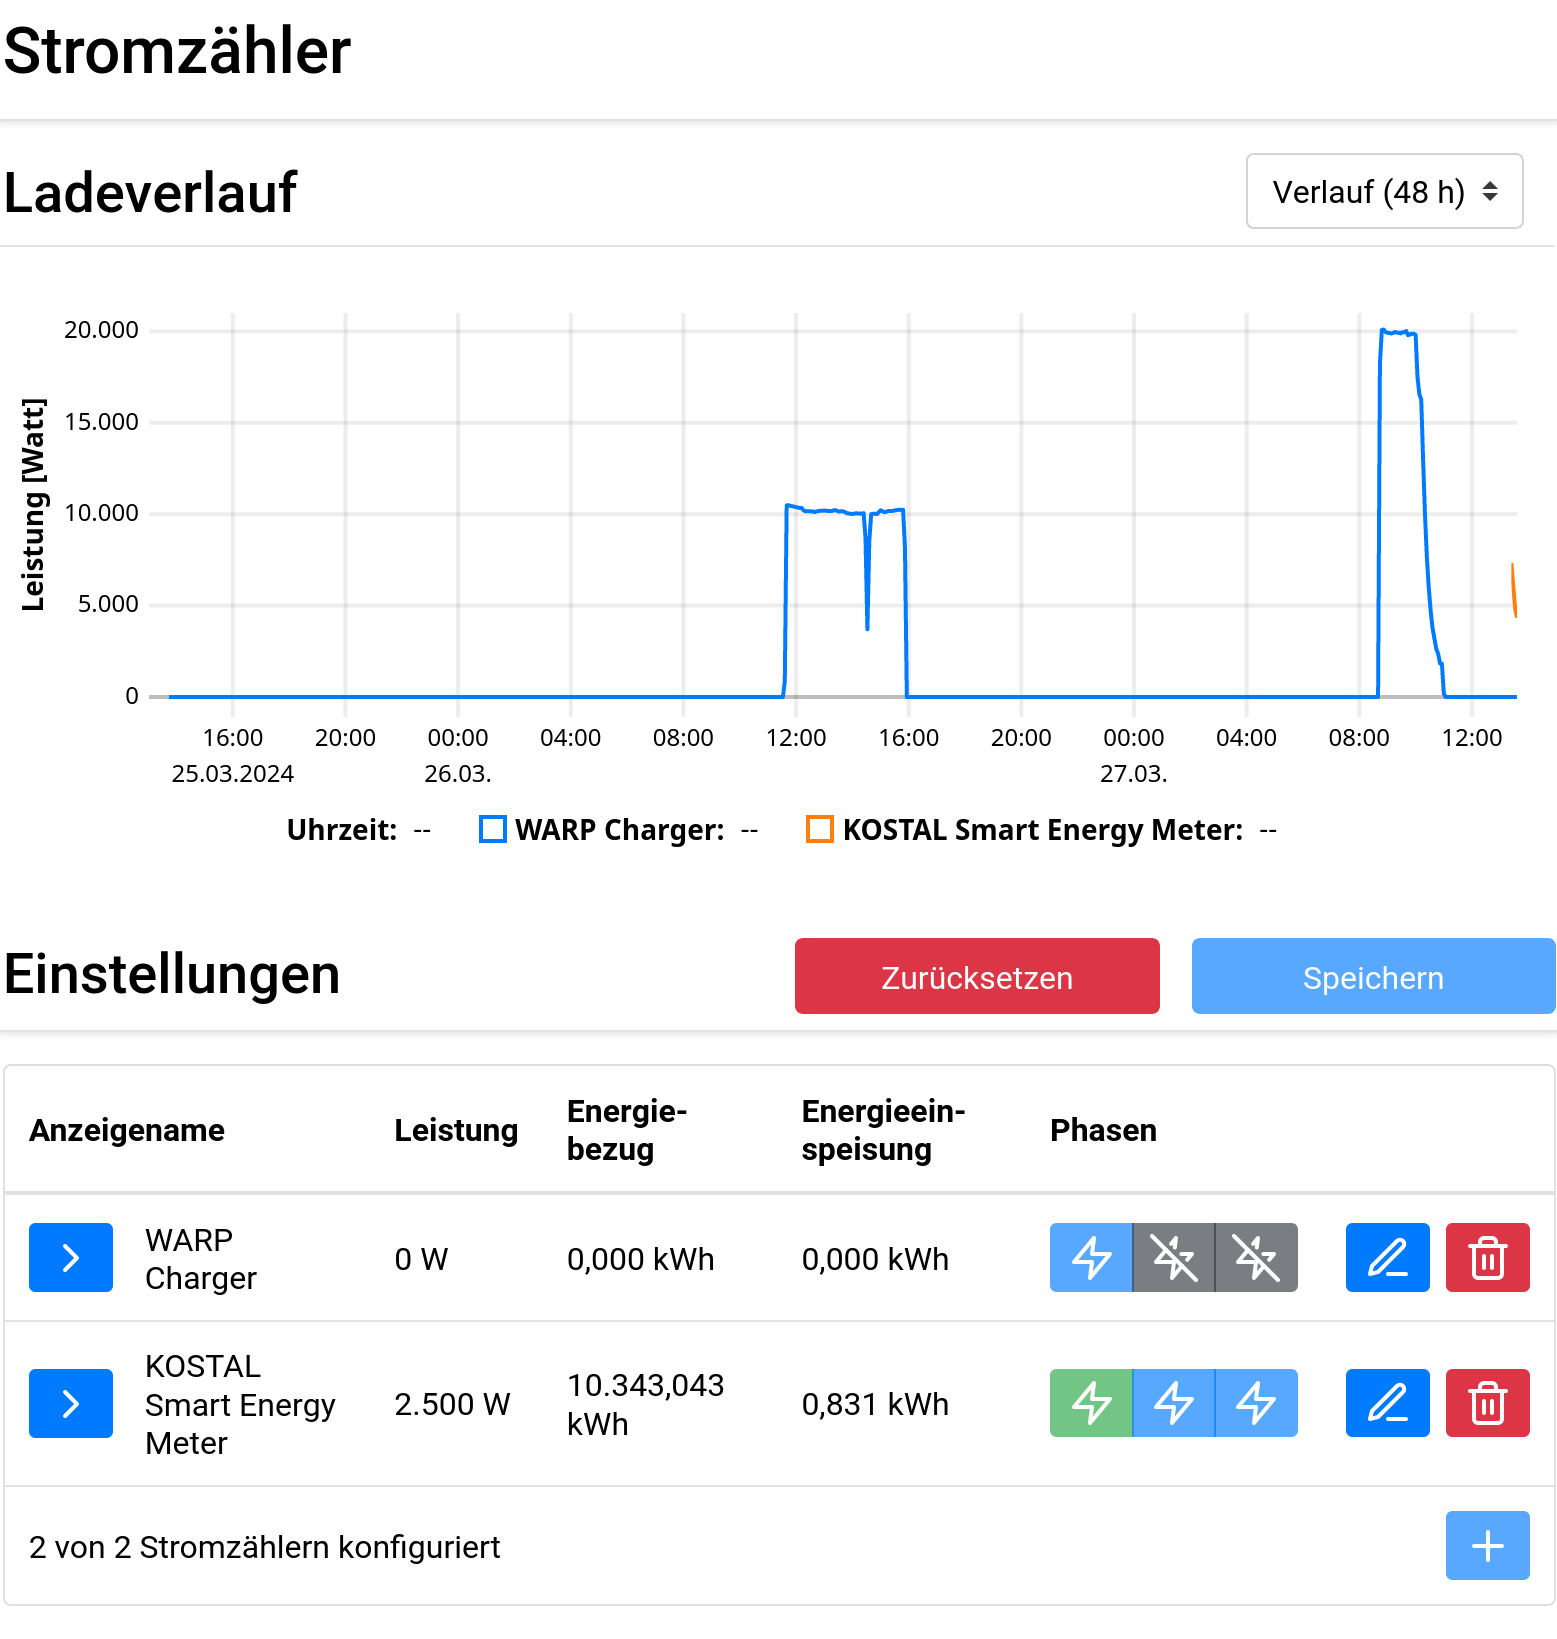 Stromzähler
Ladeverlauf
Verlauf (48 h)
Leistung [Watt]
20.000
15.000
10.000
5.000
0
16:00 20:00 00:00 04:00 08:00 12:00 16:00 20:00 00:00 04:00 08:00 12:00
25.03.2024 26.03. 27.03.
Uhrzeit: -- WARP Charger: -- KOSTAL Smart Energy Meter: --
Einstellungen
Zurücksetzen
Speichern
Anzeigename
Leistung
Energie-
bezug
Energieein-
speisung
Phasen
WARP
Charger
0 W
0,000 kWh
0,000 kWh
KOSTAL
Smart Energy
Meter
2.500 W
10.343,043
kWh
0,831 kWh
2 von 2 Stromzählern konfiguriert